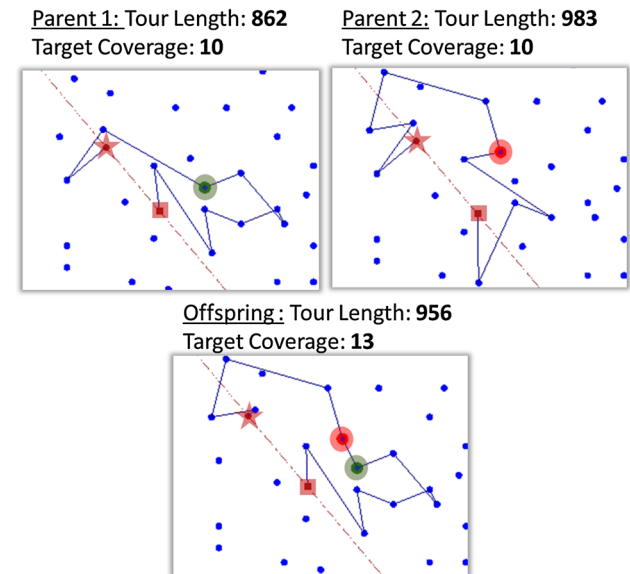 Parent 1: Tour Length: 862
Target Coverage: 10
Parent 2: Tour Length: 983
Target Coverage: 10
Offspring : Tour Length: 956
Target Coverage: 13